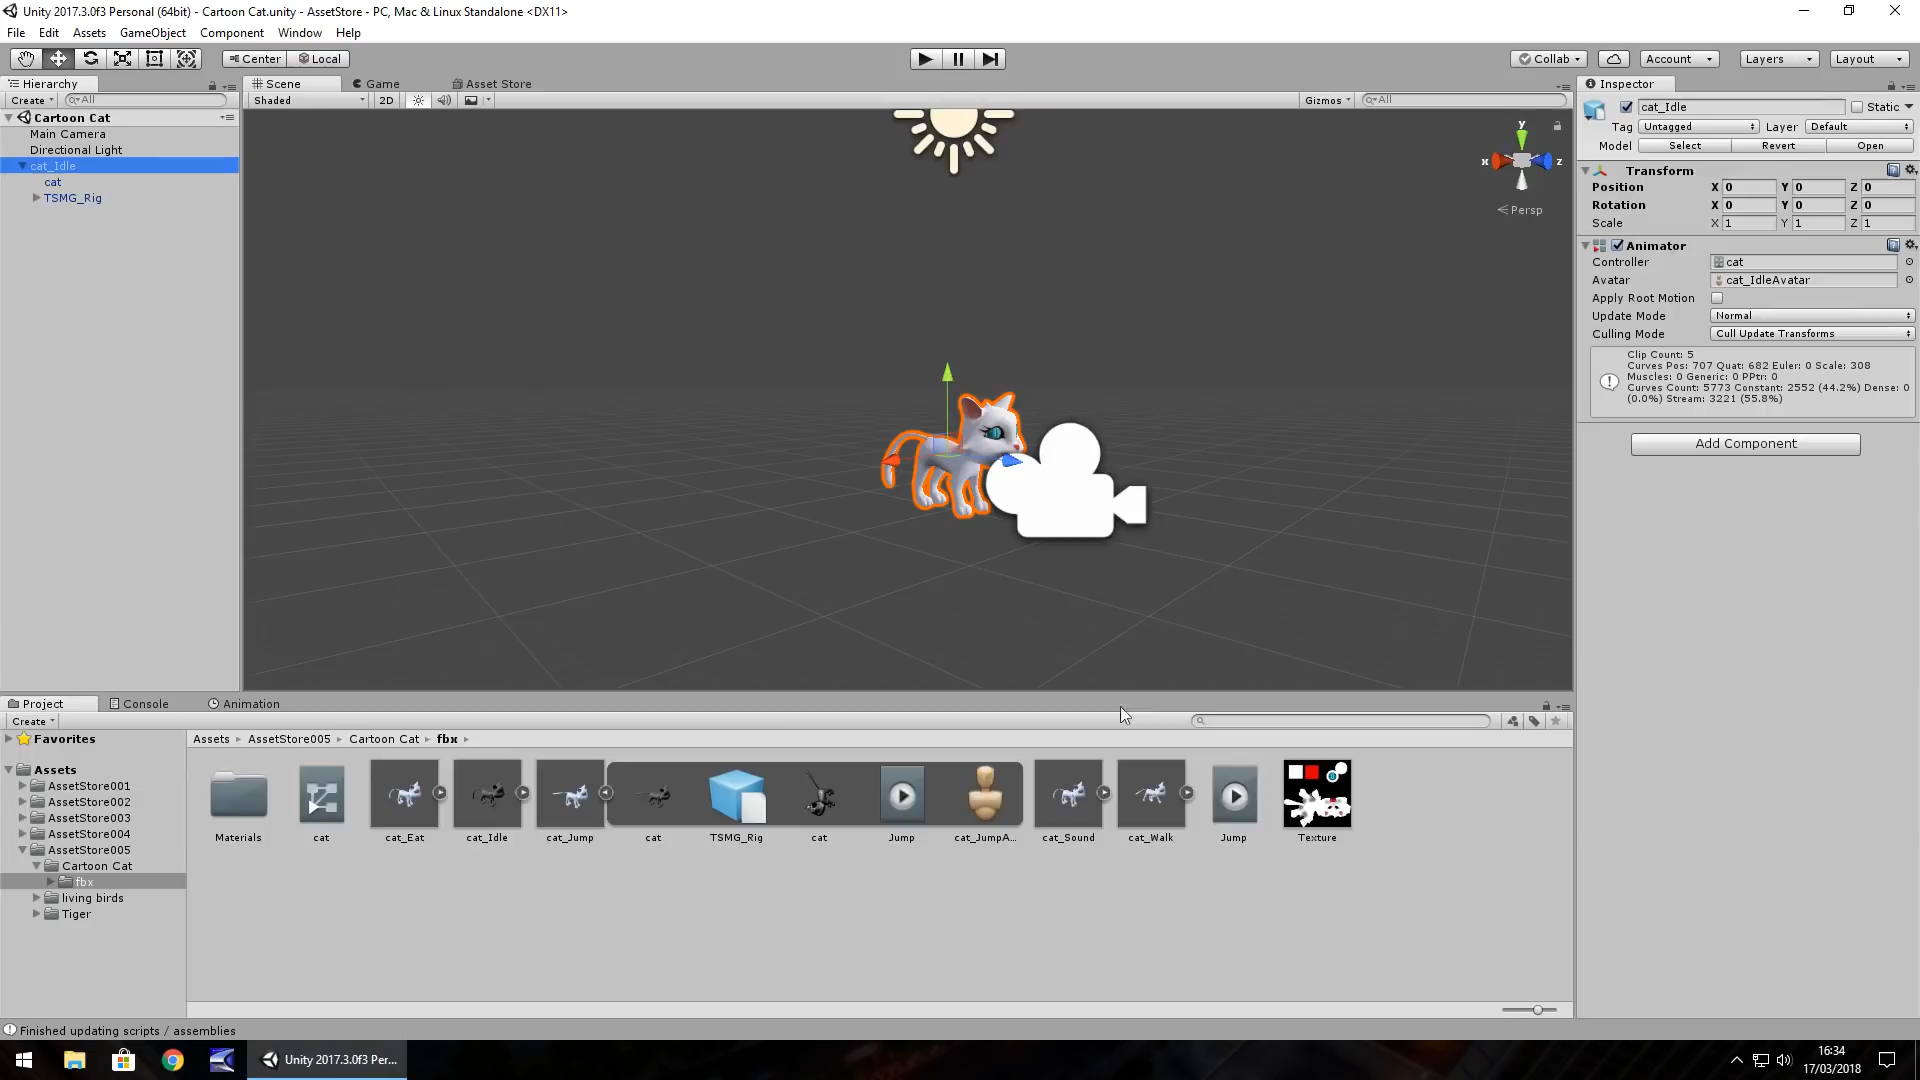 Unity 2017.3.0f3 Personal (64bit) - Cartoon Cat.unity - AssetStore - PC, Mac & Linux Standalone <DX11>
File Edit Assets GameObject Component Window Help
Center Local Collab Account Layers Layout
Hierarchy
Create All
Cartoon Cat
Main Camera
Directional Light
cat_Idle
cat
TSMG_Rig
Scene Game Asset Store
Shaded 2D Gizmos All
y
x z
Persp
Inspector
cat_Idle Static
Tag Untagged Layer Default
Model Select Revert Open
Transform
Position X 0 Y 0 Z 0
Rotation X 0 Y 0 Z 0
Scale X 1 Y 1 Z 1
Animator
Controller cat
Avatar cat_IdleAvatar
Apply Root Motion
Update Mode Normal
Culling Mode Cull Update Transforms
Clip Count: 5
Curves Pos: 707 Quat: 682 Euler: 0 Scale: 308
Muscles: 0 Generic: 0 PPtr: 0
Curves Count: 5773 Constant: 2552 (44.2%) Dense: 0
(0.0%) Stream: 3221 (55.8%)
Add Component
Project Console Animation
Create
Favorites
Assets
AssetStore001
AssetStore002
AssetStore003
AssetStore004
AssetStore005
Cartoon Cat
fbx
living birds
Tiger
Assets AssetStore005 Cartoon Cat fbx
Materials cat cat_Eat cat_Idle cat_Jump cat TSMG_Rig cat Jump cat_JumpA... cat_Sound cat_Walk Jump Texture
Finished updating scripts / assemblies
Unity 2017.3.0f3 Per...
16:34
17/03/2018